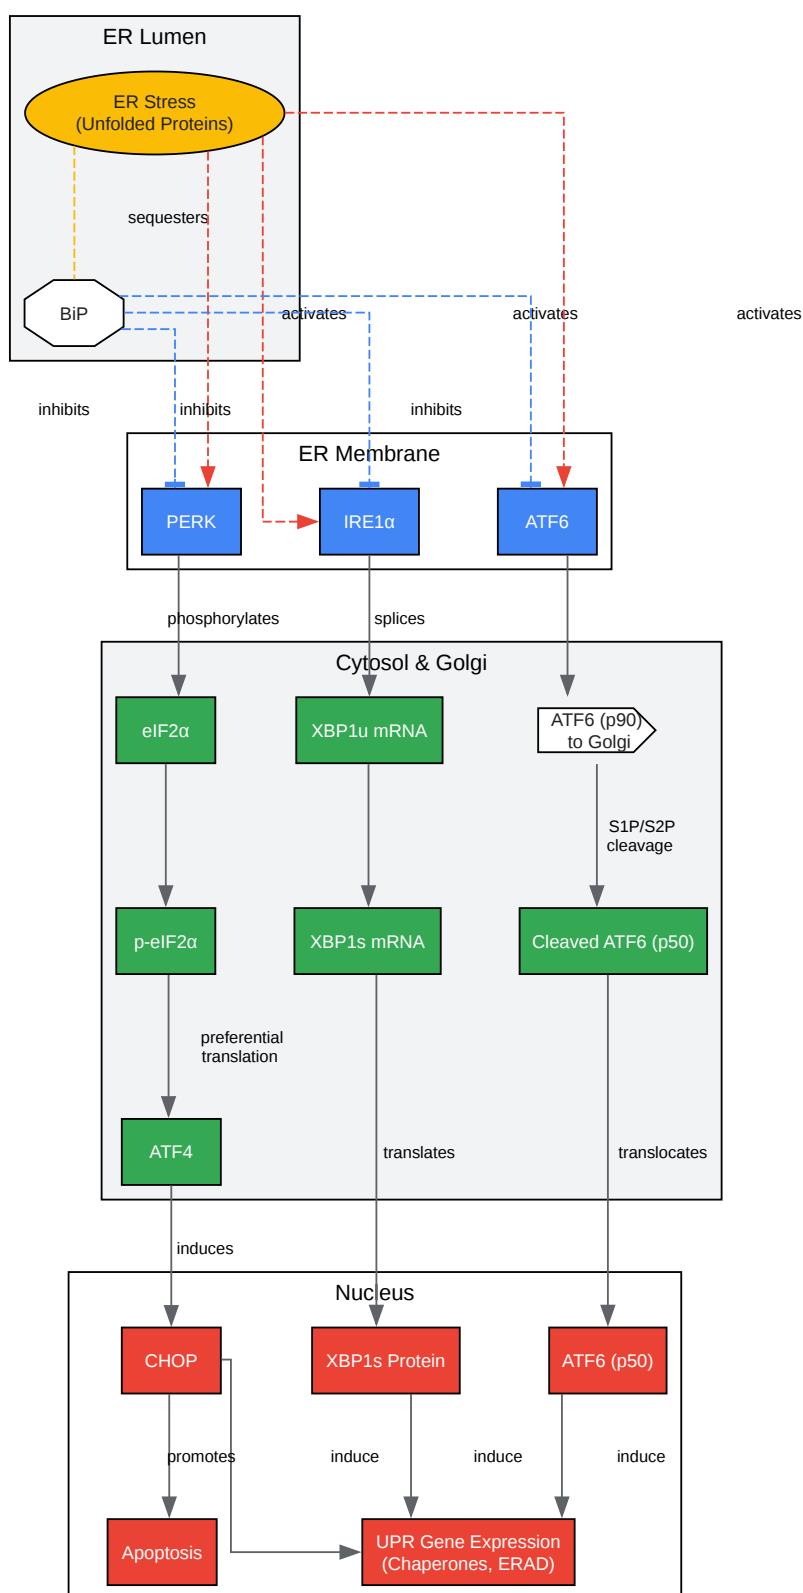 ER Lumen
ER Stress
(Unfolded Proteins)
sequesters
BiP
activates
activates
activates
inhibits
inhibits
inhibits
ER Membrane
PERK
IRE1α
ATF6
phosphorylates
splices
Cytosol & Golgi
eIF2α
XBP1u mRNA
ATF6 (p90)
to Golgi
S1P/S2P
cleavage
p-eIF2α
XBP1s mRNA
Cleaved ATF6 (p50)
preferential
translation
ATF4
translates
translocates
induces
Nucleus
CHOP
XBP1s Protein
ATF6 (p50)
promotes
induce
induce
induce
Apoptosis
UPR Gene Expression
(Chaperones, ERAD)